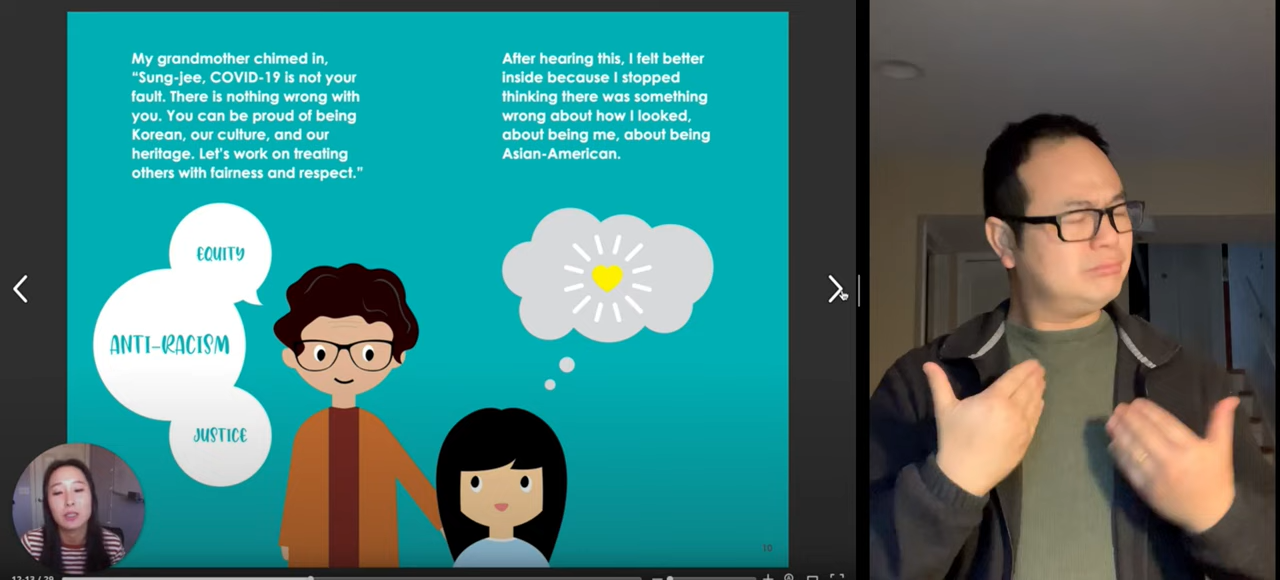 My grandmother chimed in,
“Sung-jee, COVID-19 is not your
fault. There is nothing wrong with
you. You can be proud of being
Korean, our culture, and our
heritage. Let's work on treating
others with fairness and respect.”
After hearing this, I felt better
inside because I stopped
thinking there was something
wrong about how I looked,
about being me, about being
Asian-American.
EQUITY
ANTI-RACISM
JUSTICE
10